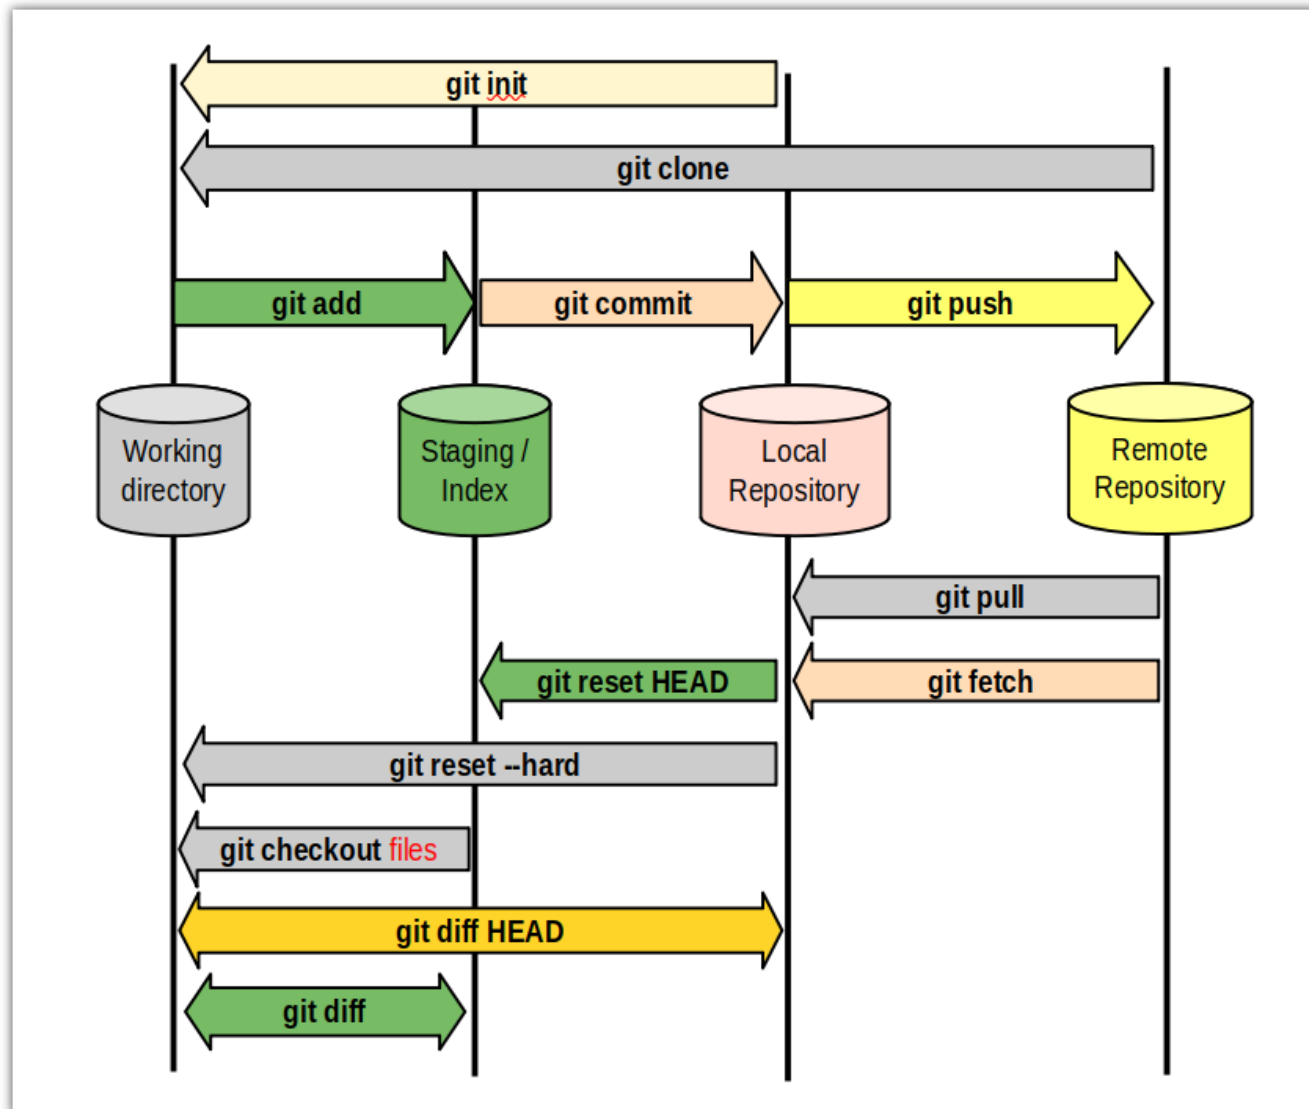 git init
git clone
git add
git commit
git push
Working
directory
Staging /
Index
Local
Repository
Remote
Repository
git pull
git reset HEAD
git fetch
git reset --hard
git checkout files
git diff HEAD
git diff